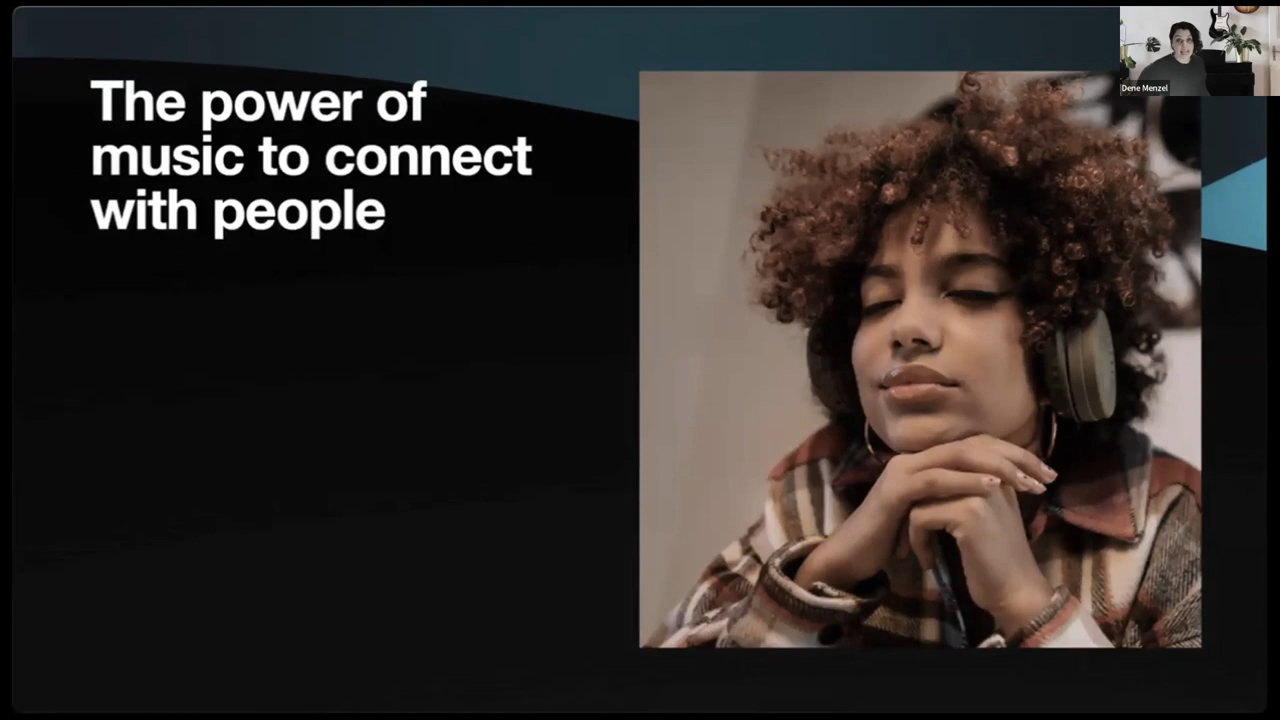 The power of
music to connect
with people
Dene Menzel